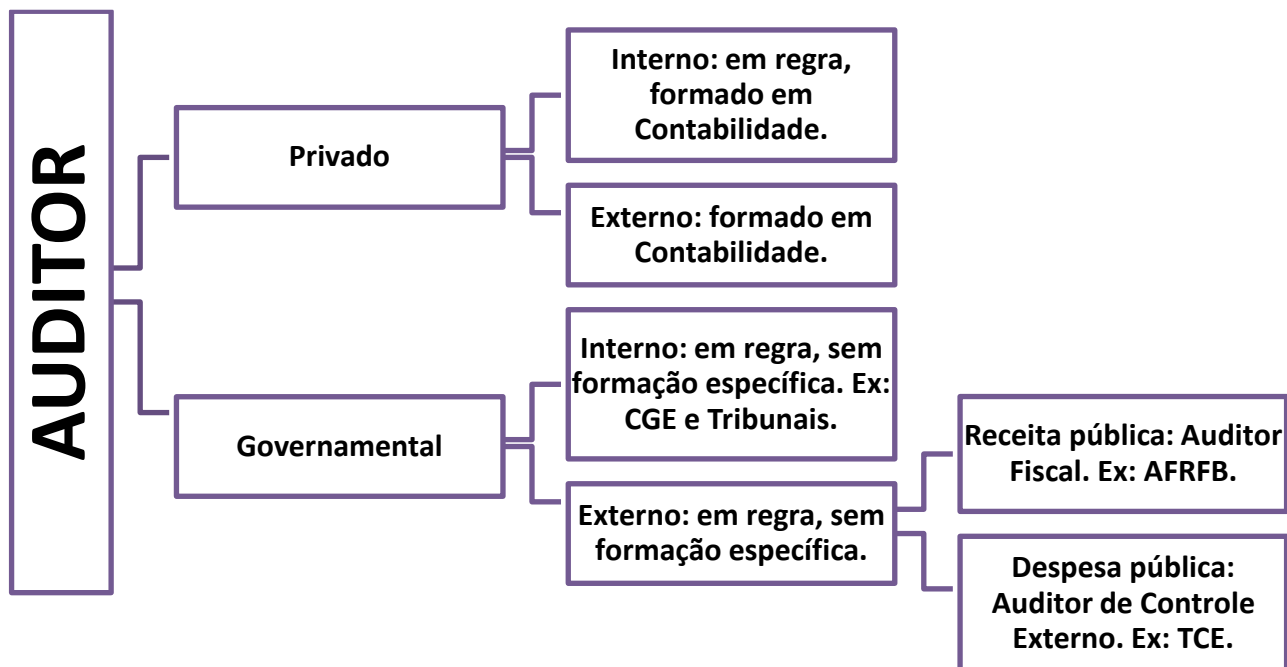 AUDITOR
Privado
Interno: em regra,
formado em
Contabilidade.
Externo: formado em
Contabilidade.
Governamental
Interno: em regra, sem
formação específica. Ex:
CGE e Tribunais.
Externo: em regra, sem
formação específica.
Receita pública: Auditor
Fiscal. Ex: AFRFB.
Despesa pública:
Auditor de Controle
Externo. Ex: TCE.